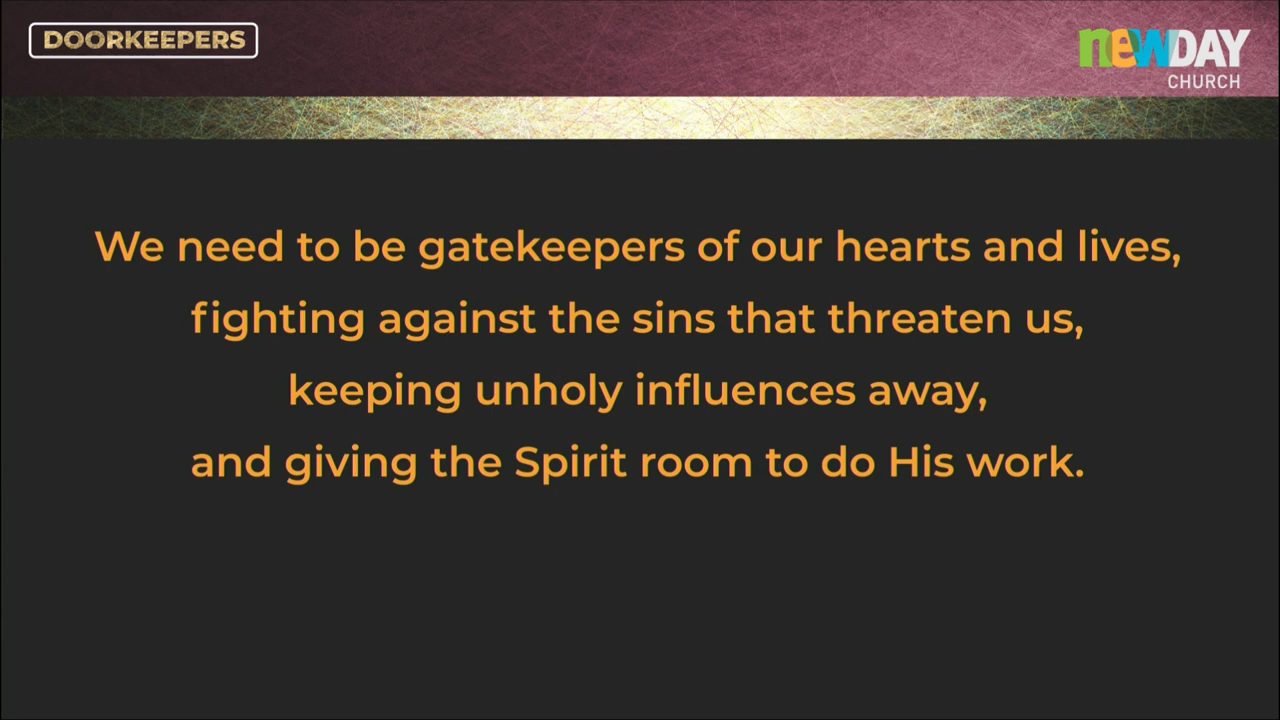 DOORKEEPERS
newDAY
CHURCH
We need to be gatekeepers of our hearts and lives,
fighting against the sins that threaten us,
keeping unholy influences away,
and giving the Spirit room to do His work.